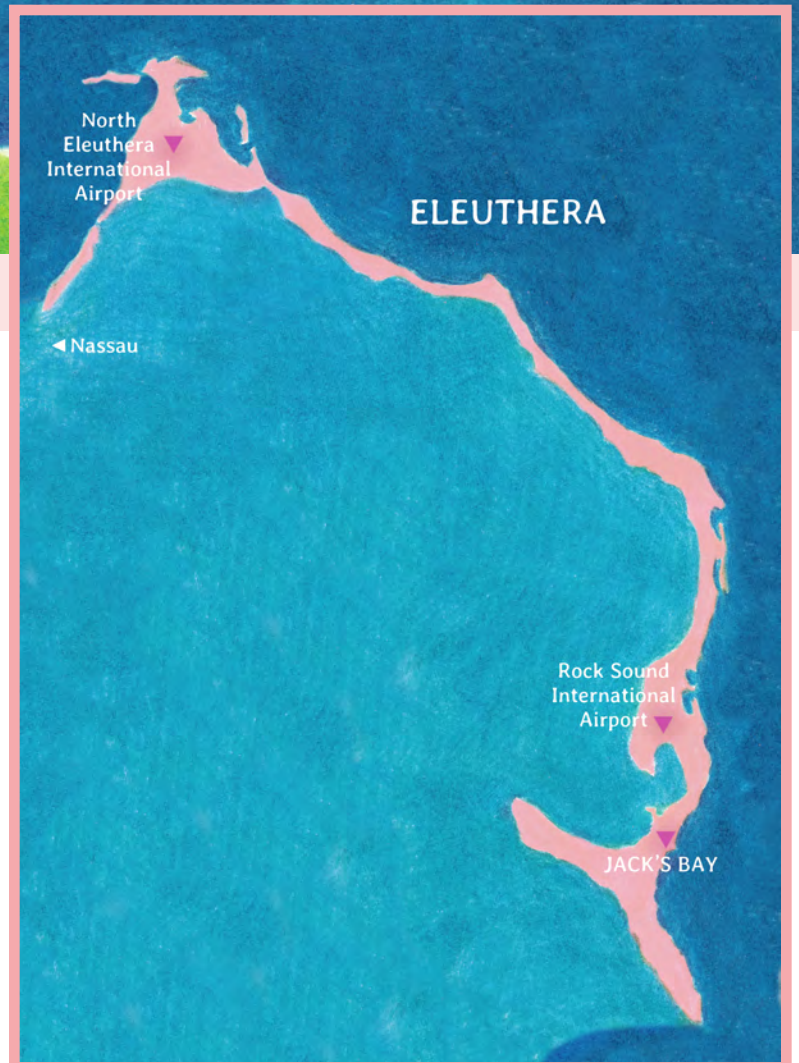 North
Eleuthera
International
Airport
ELEUTHERA
Nassau
Rock Sound
International
Airport
JACK'S BAY